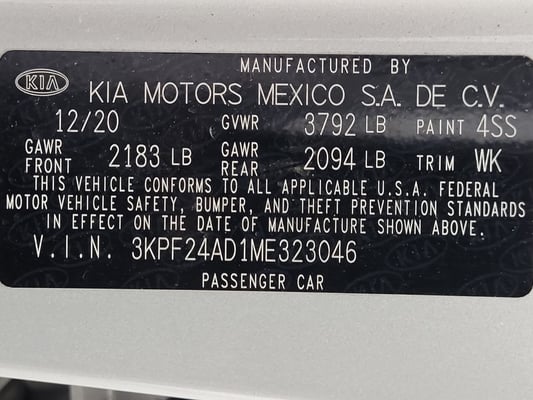 MANUFACTURED BY
KIA KIA MOTORS MEXICO S.A. DE C.V.
12/20 GVWR 3792 LB PAINT 4SS
GAWR FRONT 2183 LB GAWR REAR 2094 LB TRIM WK
THIS VEHICLE CONFORMS TO ALL APPLICABLE U.S.A. FEDERAL
MOTOR VEHICLE SAFETY, BUMPER, AND THEFT PREVENTION STANDARDS
IN EFFECT ON THE DATE OF MANUFACTURE SHOWN ABOVE.
V.I.N. 3KPF24AD1ME323046
PASSENGER CAR